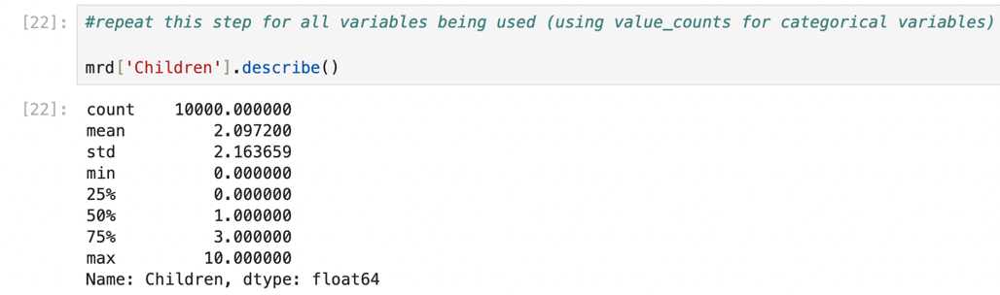 [22]: #repeat this step for all variables being used (using value_counts for categorical variables)
mrd['Children'].describe()
[22]: count 10000.000000
mean 2.097200
std 2.163659
min 0.000000
25% 0.000000
50% 1.000000
75% 3.000000
max 10.000000
Name: Children, dtype: float64